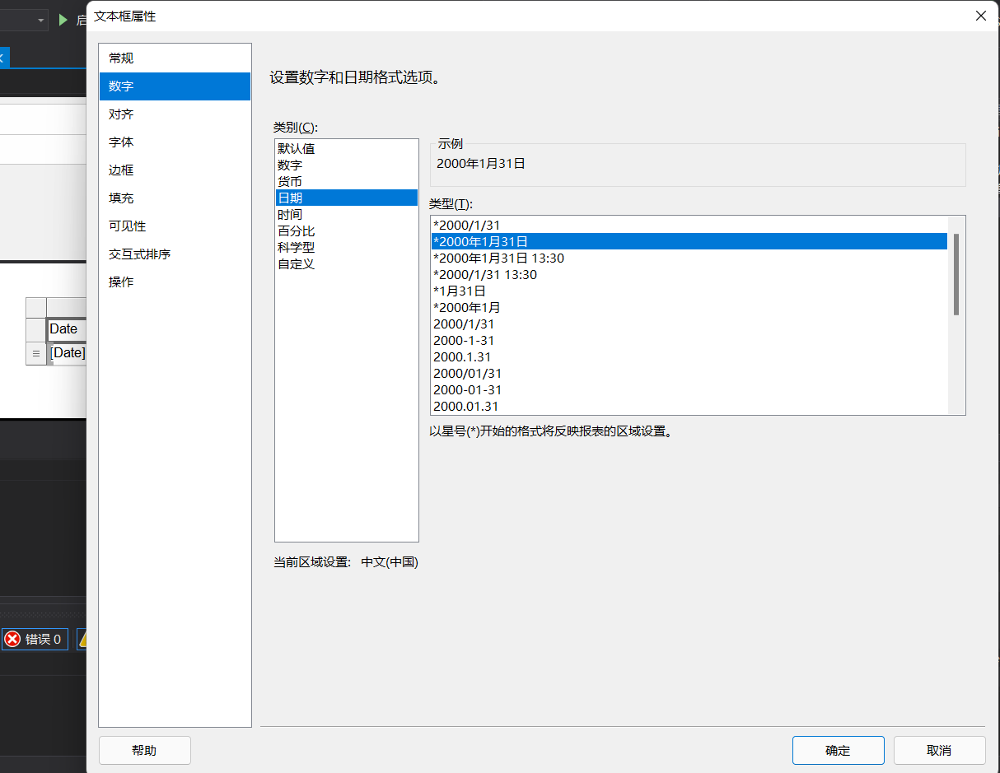 文本框属性
启
常规
数字
对齐
字体
边框
填充
可见性
交互式排序
操作
设置数字和日期格式选项。
类别(C):
默认值
数字
货币
日期
时间
百分比
科学型
自定义
示例
2000年1月31日
类型(T):
*2000/1/31
*2000年1月31日
*2000年1月31日 13:30
*2000/1/31 13:30
*1月31日
*2000年1月
2000/1/31
2000-1-31
2000.1.31
2000/01/31
2000-01-31
2000.01.31
以星号(*)开始的格式将反映报表的区域设置。
当前区域设置: 中文(中国)
Date
[Date]
错误 0
帮助
确定
取消